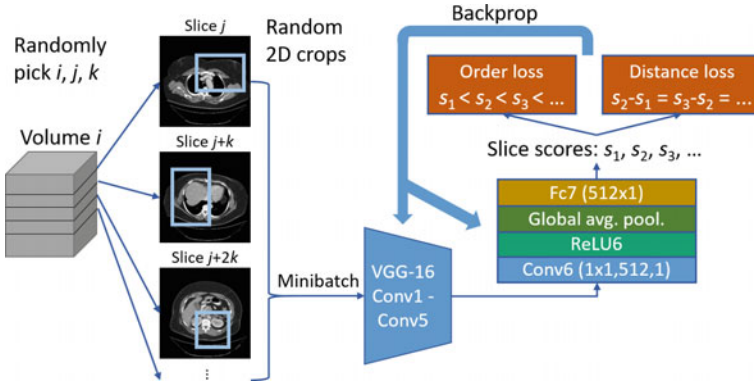 Randomly
pick i, j, k
Volume i
Slice j
Slice j+k
Slice j+2k
⋮
Random
2D crops
Minibatch
VGG-16
Conv1 -
Conv5
Backprop
Order loss
s₁ < s₂ < s₃ < ...
Distance loss
s₂-s₁ = s₃-s₂ = ...
Slice scores: s₁, s₂, s₃, ...
Fc7 (512x1)
Global avg. pool.
ReLU6
Conv6 (1x1,512,1)